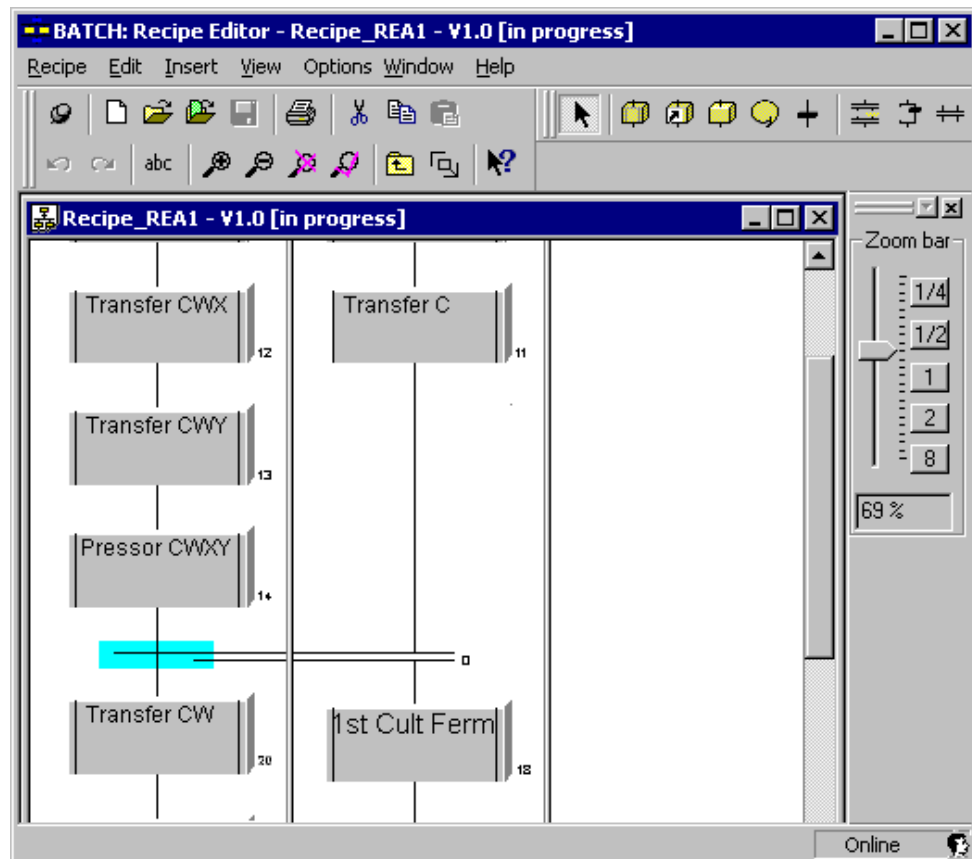 BATCH: Recipe Editor - Recipe_REA1 - V1.0 [in progress]
Recipe Edit Insert View Options Window Help
abc
Recipe_REA1 - V1.0 [in progress]
Zoom bar
1/4
1/2
1
2
8
69 %
Transfer CWX
12
Transfer C
11
Transfer CWY
13
Pressor CWXY
14
0
Transfer CW
20
1st Cult Ferm
18
Online